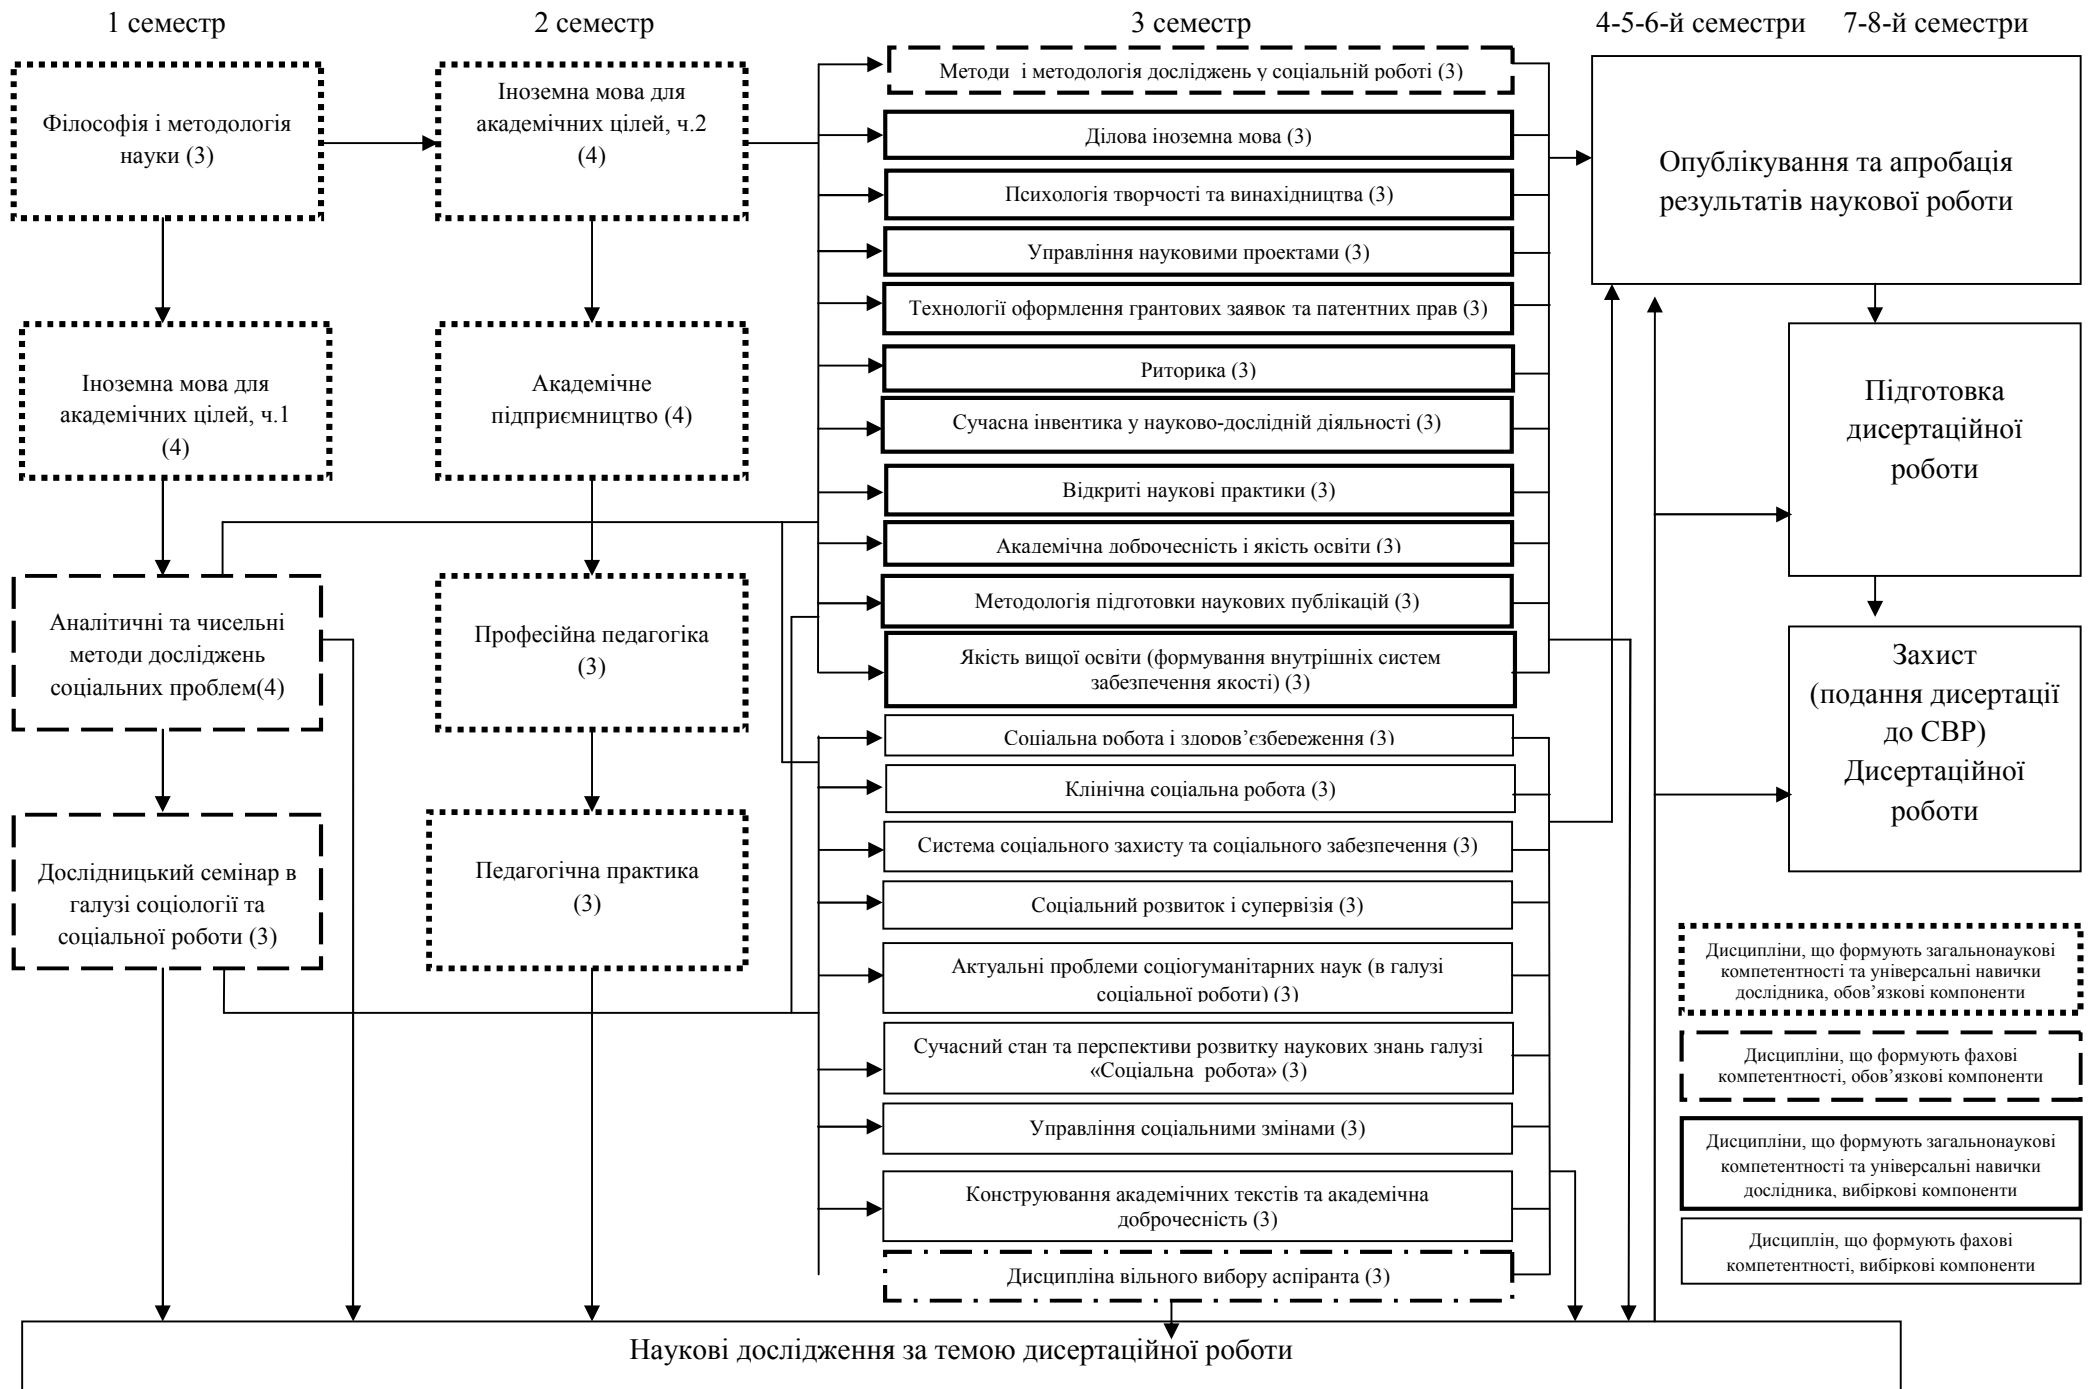 1 семестр
2 семестр
3 семестр
4-5-6-й семестри
7-8-й семестри
Філософія і методологія
науки (3)
Іноземна мова для
академічних цілей, ч.1
(4)
Аналітичні та чисельні
методи досліджень
соціальних проблем(4)
Дослідницький семінар в
галузі соціології та
соціальної роботи (3)
Іноземна мова для
академічних цілей, ч.2
(4)
Академічне
підприємництво (4)
Професійна педагогіка
(3)
Педагогічна практика
(3)
Методи і методологія досліджень у соціальній роботі (3)
Ділова іноземна мова (3)
Психологія творчості та винахідництва (3)
Управління науковими проектами (3)
Технології оформлення грантових заявок та патентних прав (3)
Риторика (3)
Сучасна інвентика у науково-дослідній діяльності (3)
Відкриті наукові практики (3)
Академічна доброчесність і якість освіти (3)
Методологія підготовки наукових публікацій (3)
Якість вищої освіти (формування внутрішніх систем
забезпечення якості) (3)
Соціальна робота і здоров’єзбереження (3)
Клінічна соціальна робота (3)
Система соціального захисту та соціального забезпечення (3)
Соціальний розвиток і супервізія (3)
Актуальні проблеми соціогуманітарних наук (в галузі
соціальної роботи) (3)
Сучасний стан та перспективи розвитку наукових знань галузі
«Соціальна робота» (3)
Управління соціальними змінами (3)
Конструювання академічних текстів та академічна
доброчесність (3)
Дисципліна вільного вибору аспіранта (3)
Опублікування та апробація
результатів наукової роботи
Підготовка
дисертаційної
роботи
Захист
(подання дисертації
до СВР)
Дисертаційної
роботи
Дисципліни, що формують загальнонаукові
компетентності та універсальні навички
дослідника, обов’язкові компоненти
Дисципліни, що формують фахові
компетентності, обов’язкові компоненти
Дисципліни, що формують загальнонаукові
компетентності та універсальні навички
дослідника, вибіркові компоненти
Дисциплін, що формують фахові
компетентності, вибіркові компоненти
Наукові дослідження за темою дисертаційної роботи